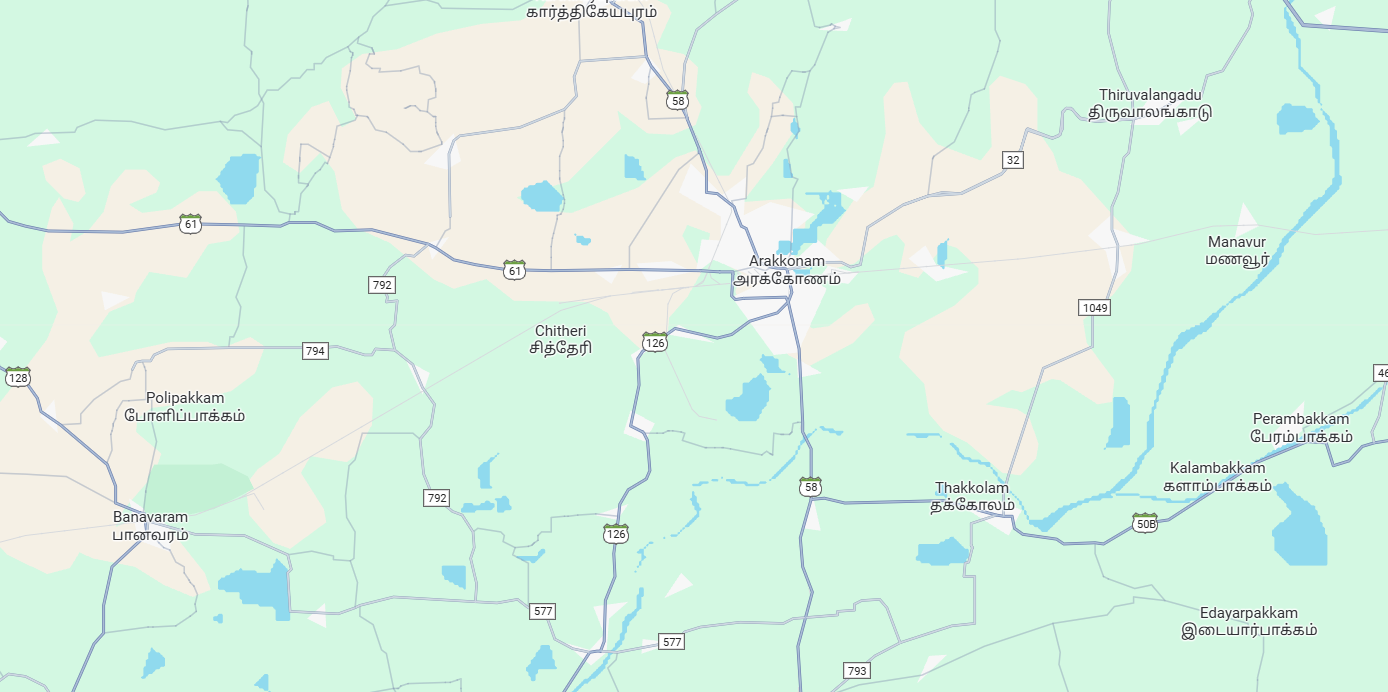 கார்த்திகேயபுரம்
58
Thiruvalangadu
திருவாலங்காடு
32
61
Manavur
மணவூர்
61
Arakkonam
அரக்கோணம்
792
1049
Chitheri
சித்தேரி
126
794
128
46
Polipakkam
போளிப்பாக்கம்
Perambakkam
பேரம்பாக்கம்
Kalambakkam
களாம்பாக்கம்
58
Thakkolam
தக்கோலம்
792
Banavaram
பானவரம்
50B
126
577
Edayarpakkam
இடையார்பாக்கம்
577
793